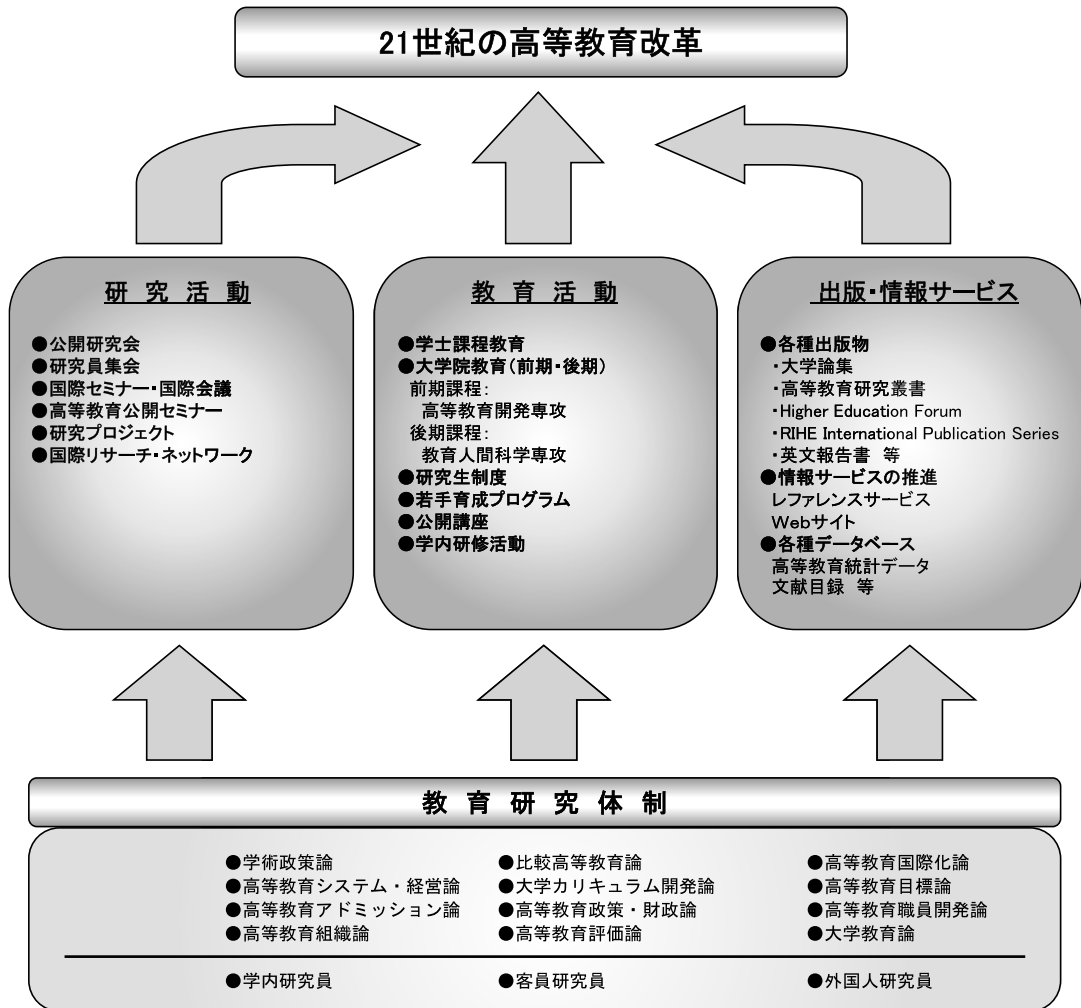 21世紀の高等教育改革
研究活動
●公開研究会
●研究員集会
●国際セミナー・国際会議
●高等教育公開セミナー
●研究プロジェクト
●国際リサーチ・ネットワーク
教育活動
●学士課程教育
●大学院教育(前期・後期)
前期課程:
高等教育開発専攻
後期課程:
教育人間科学専攻
●研究生制度
●若手育成プログラム
●公開講座
●学内研修活動
出版・情報サービス
●各種出版物
・大学論集
・高等教育研究叢書
・Higher Education Forum
・RIHE International Publication Series
・英文報告書 等
●情報サービスの推進
レファレンスサービス
Webサイト
●各種データベース
高等教育統計データ
文献目録 等
教育研究体制
●学術政策論
●高等教育システム・経営論
●高等教育アドミッション論
●高等教育組織論
●比較高等教育論
●大学カリキュラム開発論
●高等教育政策・財政論
●高等教育評価論
●高等教育国際化論
●高等教育目標論
●高等教育職員開発論
●大学教育論
●学内研究員
●客員研究員
●外国人研究員